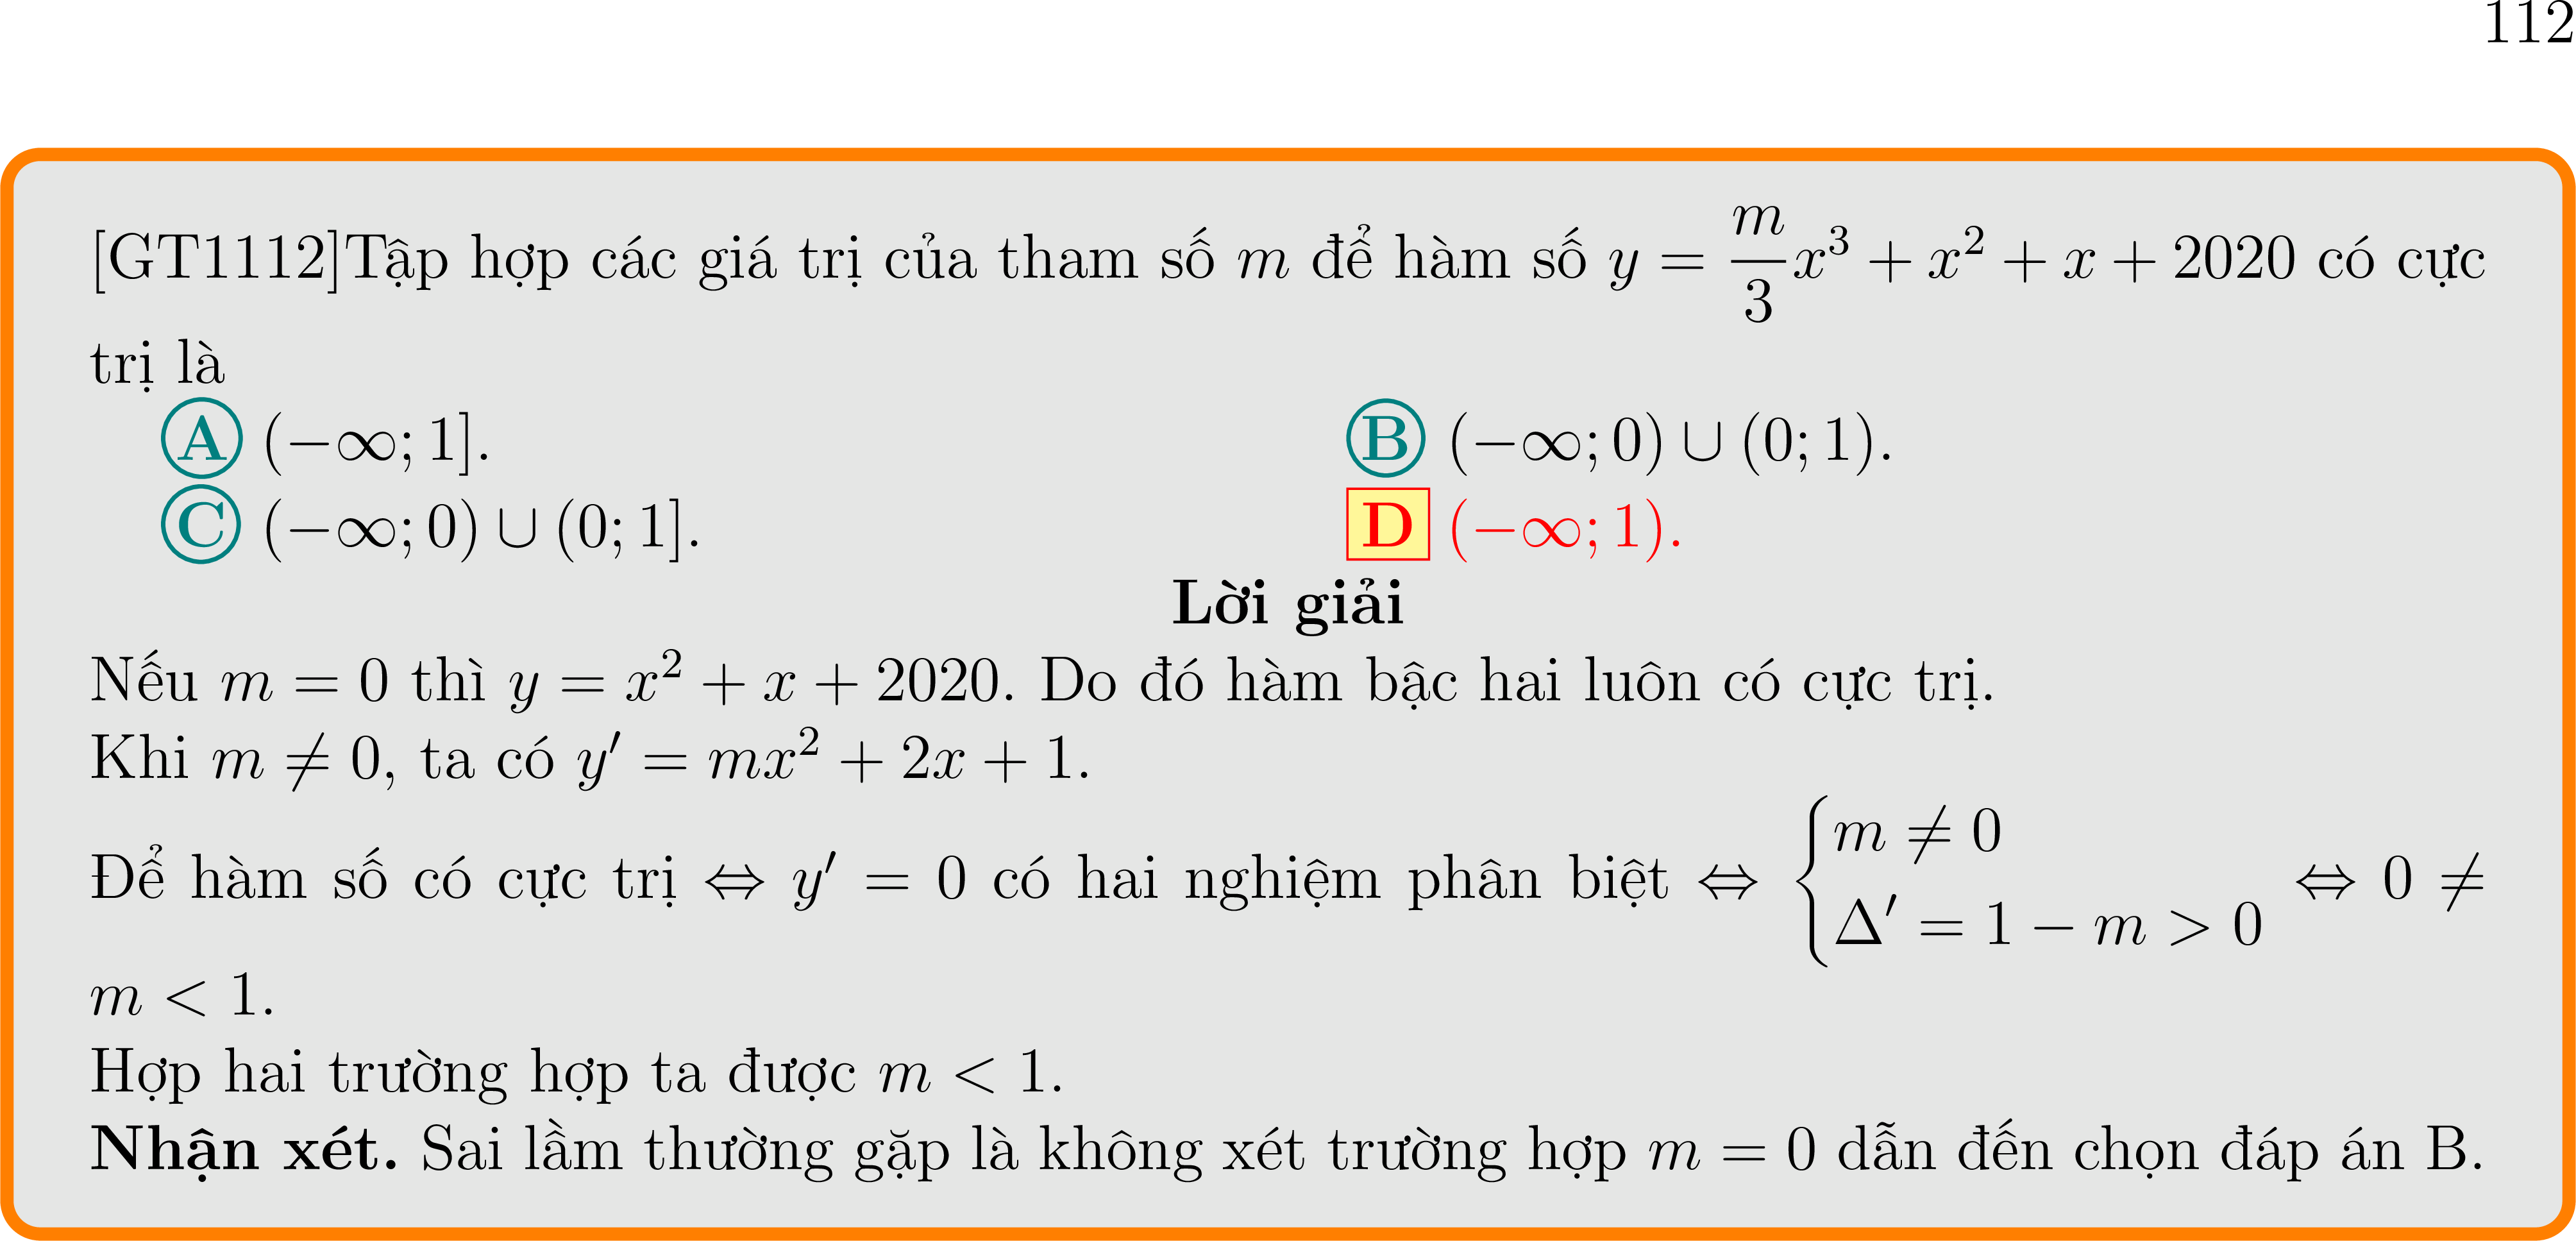 112
[GT1112]Tập hợp các giá trị của tham số $m$ để hàm số $y = \dfrac{m}{3}x^3 + x^2 + x + 2020$ có cực
trị là
A $(-\infty; 1]$.
B $(-\infty; 0) \cup (0; 1)$.
C $(-\infty; 0) \cup (0; 1]$.
D $(-\infty; 1)$.
Lời giải
Nếu $m = 0$ thì $y = x^2 + x + 2020$. Do đó hàm bậc hai luôn có cực trị.
Khi $m \neq 0$, ta có $y' = mx^2 + 2x + 1$.
Để hàm số có cực trị $\Leftrightarrow y' = 0$ có hai nghiệm phân biệt $\Leftrightarrow \begin{cases} m \neq 0 \\ \Delta' = 1 - m > 0 \end{cases} \Leftrightarrow 0 \neq$
$m < 1$.
Hợp hai trường hợp ta được $m < 1$.
Nhận xét. Sai lầm thường gặp là không xét trường hợp $m = 0$ dẫn đến chọn đáp án B.